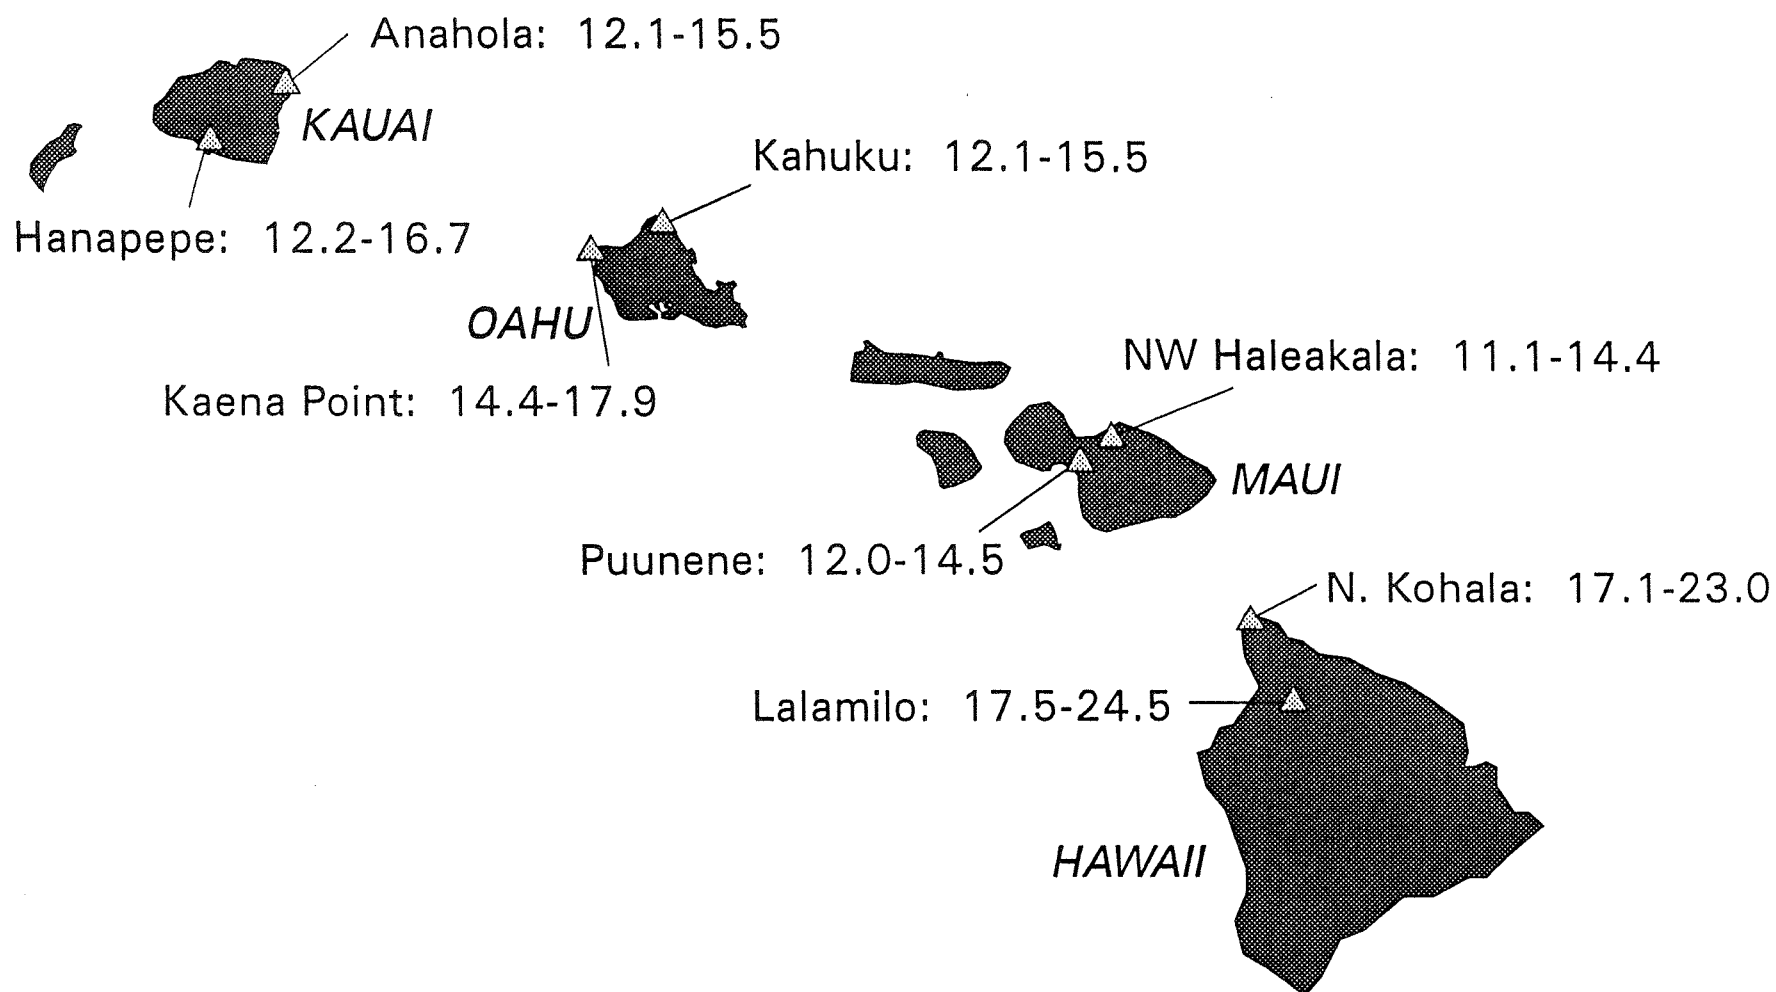 Anahola: 12.1-15.5
KAUAI
Kahuku: 12.1-15.5
Hanapepe: 12.2-16.7
OAHU
NW Haleakala: 11.1-14.4
Kaena Point: 14.4-17.9
MAUI
Puunene: 12.0-14.5
N. Kohala: 17.1-23.0
Lalamilo: 17.5-24.5
HAWAII